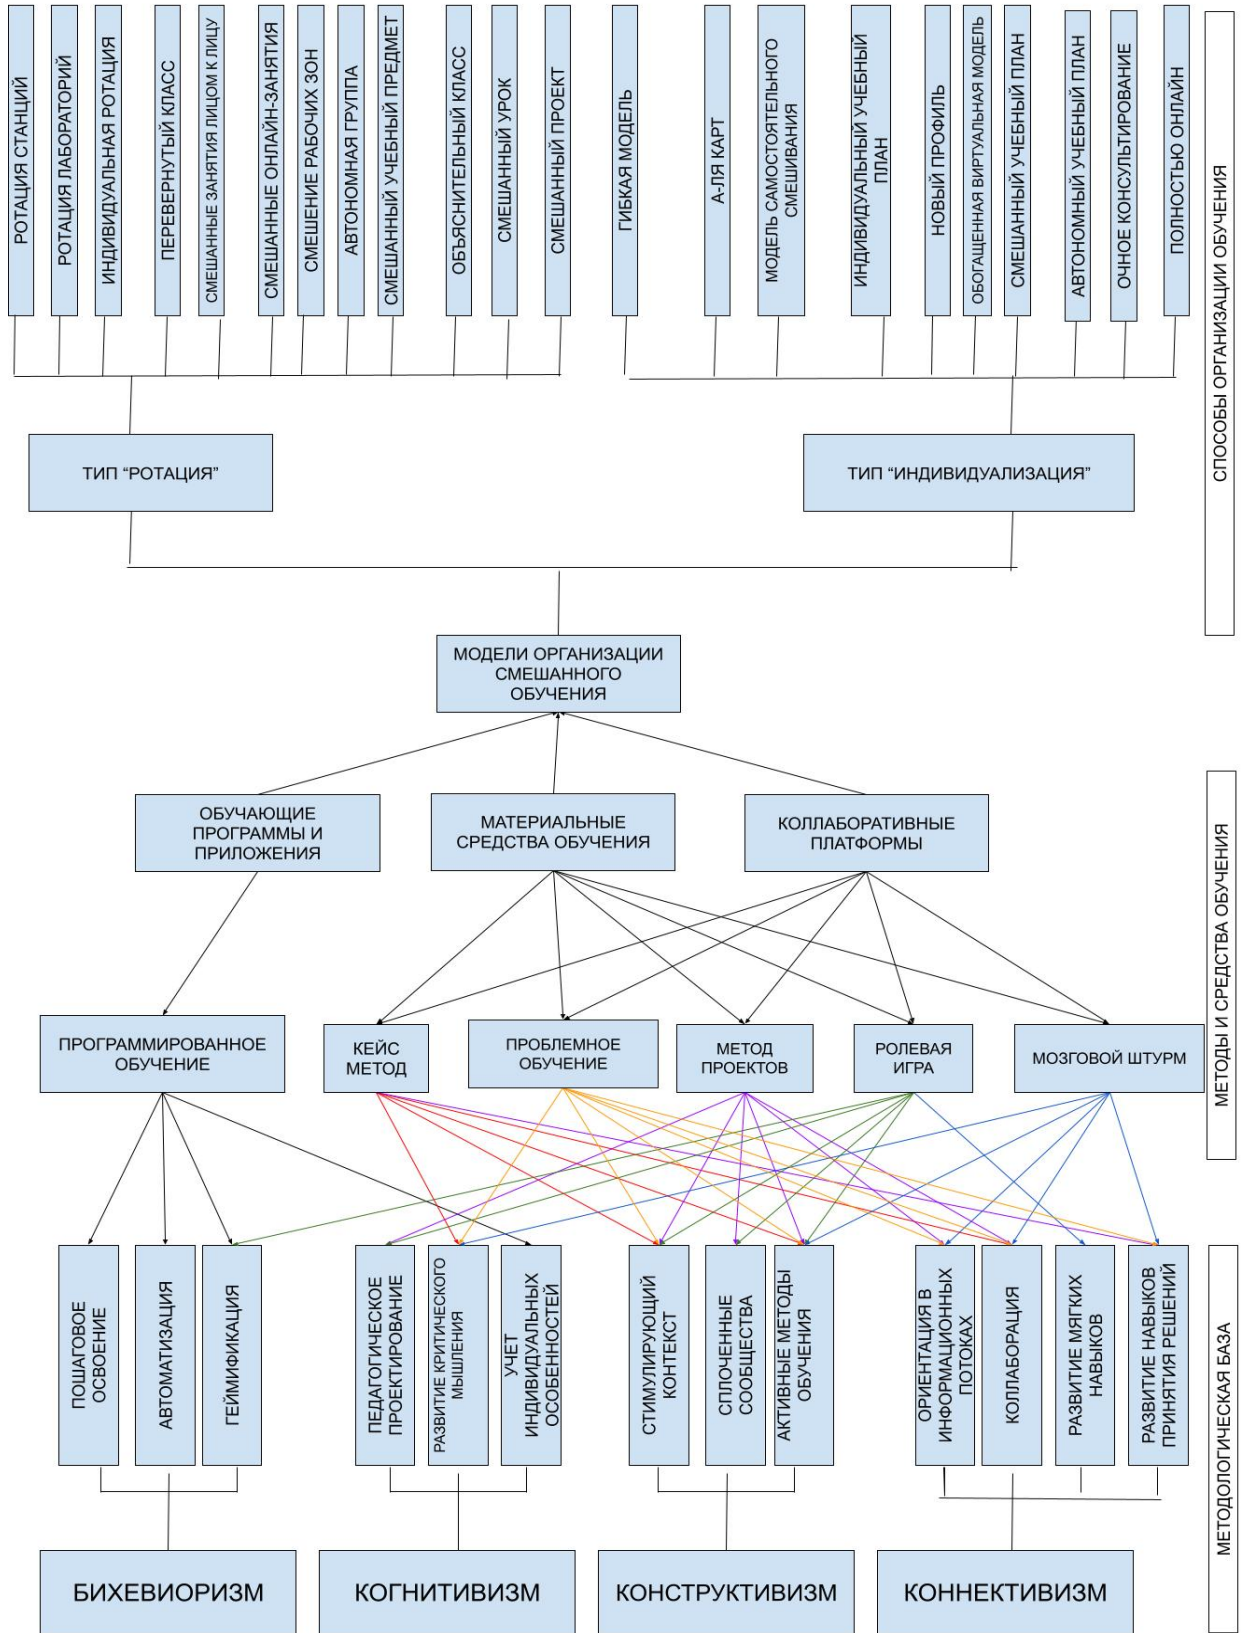 РОТАЦИЯ СТАНЦИЙ
РОТАЦИЯ ЛАБОРАТОРИЙ
ИНДИВИДУАЛЬНАЯ РОТАЦИЯ
ПЕРЕВЕРНУТЫЙ КЛАСС
СМЕШАННЫЕ ЗАНЯТИЯ ЛИЦОМ К ЛИЦУ
СМЕШАННЫЕ ОНЛАЙН-ЗАНЯТИЯ
СМЕШЕНИЕ РАБОЧИХ ЗОН
АВТОНОМНАЯ ГРУППА
СМЕШАННЫЙ УЧЕБНЫЙ ПРЕДМЕТ
ОБЪЯСНИТЕЛЬНЫЙ КЛАСС
СМЕШАННЫЙ УРОК
СМЕШАННЫЙ ПРОЕКТ
ГИБКАЯ МОДЕЛЬ
А-ЛЯ КАРТ
МОДЕЛЬ САМОСТОЯТЕЛЬНОГО
СМЕШИВАНИЯ
ИНДИВИДУАЛЬНЫЙ УЧЕБНЫЙ
ПЛАН
НОВЫЙ ПРОФИЛЬ
ОБОГАЩЕННАЯ ВИРТУАЛЬНАЯ МОДЕЛЬ
СМЕШАННЫЙ УЧЕБНЫЙ ПЛАН
АВТОНОМНЫЙ УЧЕБНЫЙ ПЛАН
ОЧНОЕ КОНСУЛЬТИРОВАНИЕ
ПОЛНОСТЬЮ ОНЛАЙН
СПОСОБЫ ОРГАНИЗАЦИИ ОБУЧЕНИЯ
ТИП “РОТАЦИЯ”
ТИП “ИНДИВИДУАЛИЗАЦИЯ”
МОДЕЛИ ОРГАНИЗАЦИИ
СМЕШАННОГО
ОБУЧЕНИЯ
ОБУЧАЮЩИЕ
ПРОГРАММЫ И
ПРИЛОЖЕНИЯ
МАТЕРИАЛЬНЫЕ
СРЕДСТВА ОБУЧЕНИЯ
КОЛЛАБОРАТИВНЫЕ
ПЛАТФОРМЫ
МЕТОДЫ И СРЕДСТВА ОБУЧЕНИЯ
ПРОГРАММИРОВАННОЕ
ОБУЧЕНИЕ
КЕЙС
МЕТОД
ПРОБЛЕМНОЕ
ОБУЧЕНИЕ
МЕТОД
ПРОЕКТОВ
РОЛЕВАЯ
ИГРА
МОЗГОВОЙ ШТУРМ
ПОШАГОВОЕ
ОСВОЕНИЕ
АВТОМАТИЗАЦИЯ
ГЕЙМИФИКАЦИЯ
ПЕДАГОГИЧЕСКОЕ
ПРОЕКТИРОВАНИЕ
РАЗВИТИЕ КРИТИЧЕСКОГО
МЫШЛЕНИЯ
УЧЕТ
ИНДИВИДУАЛЬНЫХ
ОСОБЕННОСТЕЙ
СТИМУЛИРУЮЩИЙ
КОНТЕКСТ
СПЛОЧЕННЫЕ
СООБЩЕСТВА
АКТИВНЫЕ МЕТОДЫ
ОБУЧЕНИЯ
ОРИЕНТАЦИЯ В
ИНФОРМАЦИОННЫХ
ПОТОКАХ
КОЛЛАБОРАЦИЯ
РАЗВИТИЕ МЯГКИХ
НАВЫКОВ
РАЗВИТИЕ НАВЫКОВ
ПРИНЯТИЯ РЕШЕНИЙ
МЕТОДОЛОГИЧЕСКАЯ БАЗА
БИХЕВИОРИЗМ
КОГНИТИВИЗМ
КОНСТРУКТИВИЗМ
КОННЕКТИВИЗМ